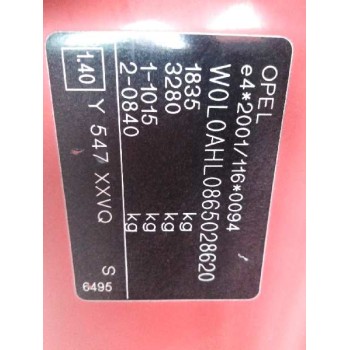 OPEL
e4*2001/116*0094
W0L0AHL0865028620
1835 kg
3280 kg
1-1015 kg
2-0840 kg
1.40 Y 547 XXVQ S
6495